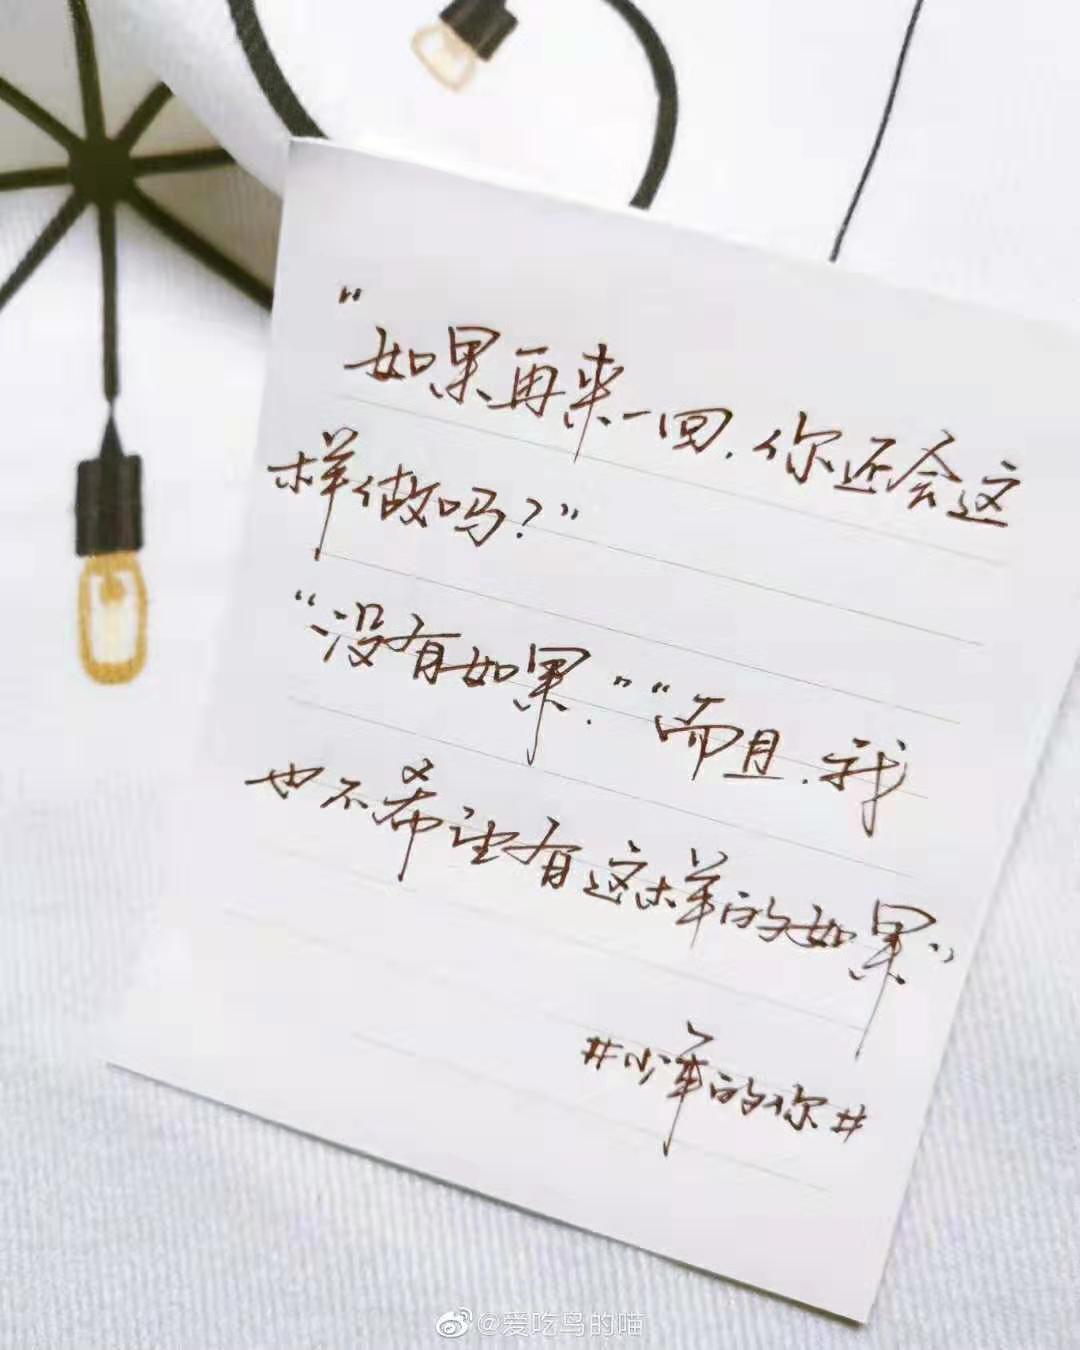 “如果再来一回，你还会这
样做吗？”
“没有如果.”“而且，我
也不希望有这样的如果”
#少年的你#
@爱吃鸟的喵